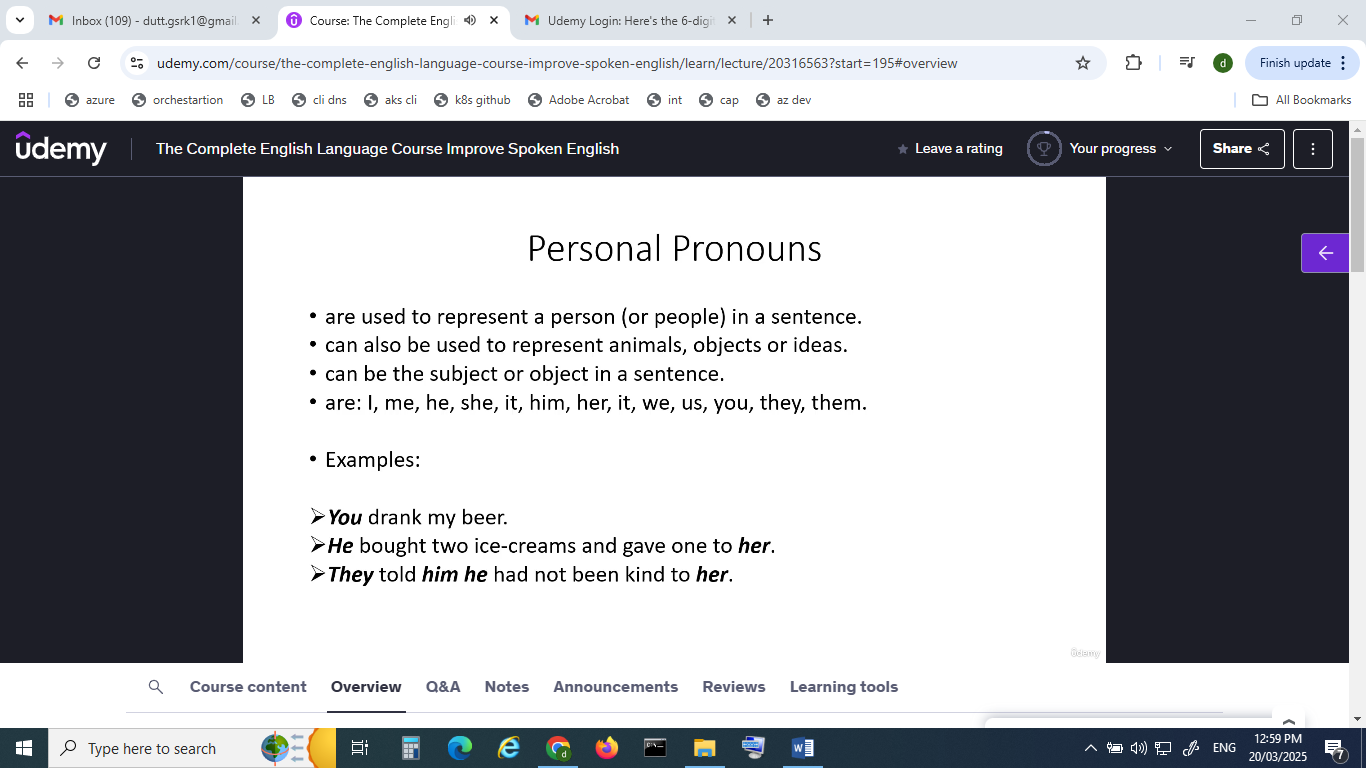 Inbox (109) - dutt.gsrk1@gmail
Course: The Complete Engli
Udemy Login: Here's the 6-digi
udemy.com/course/the-complete-english-language-course-improve-spoken-english/learn/lecture/20316563?start=195#overview
d
Finish update
azure
orchestartion
LB
cli dns
aks cli
k8s github
Adobe Acrobat
int
cap
az dev
All Bookmarks
udemy
The Complete English Language Course Improve Spoken English
Leave a rating
Your progress
Share
Personal Pronouns
• are used to represent a person (or people) in a sentence.
• can also be used to represent animals, objects or ideas.
• can be the subject or object in a sentence.
• are: I, me, he, she, it, him, her, it, we, us, you, they, them.
• Examples:
➢You drank my beer.
➢He bought two ice-creams and gave one to her.
➢They told him he had not been kind to her.
udemy
Course content
Overview
Q&A
Notes
Announcements
Reviews
Learning tools
Type here to search
ENG
12:59 PM
20/03/2025
7